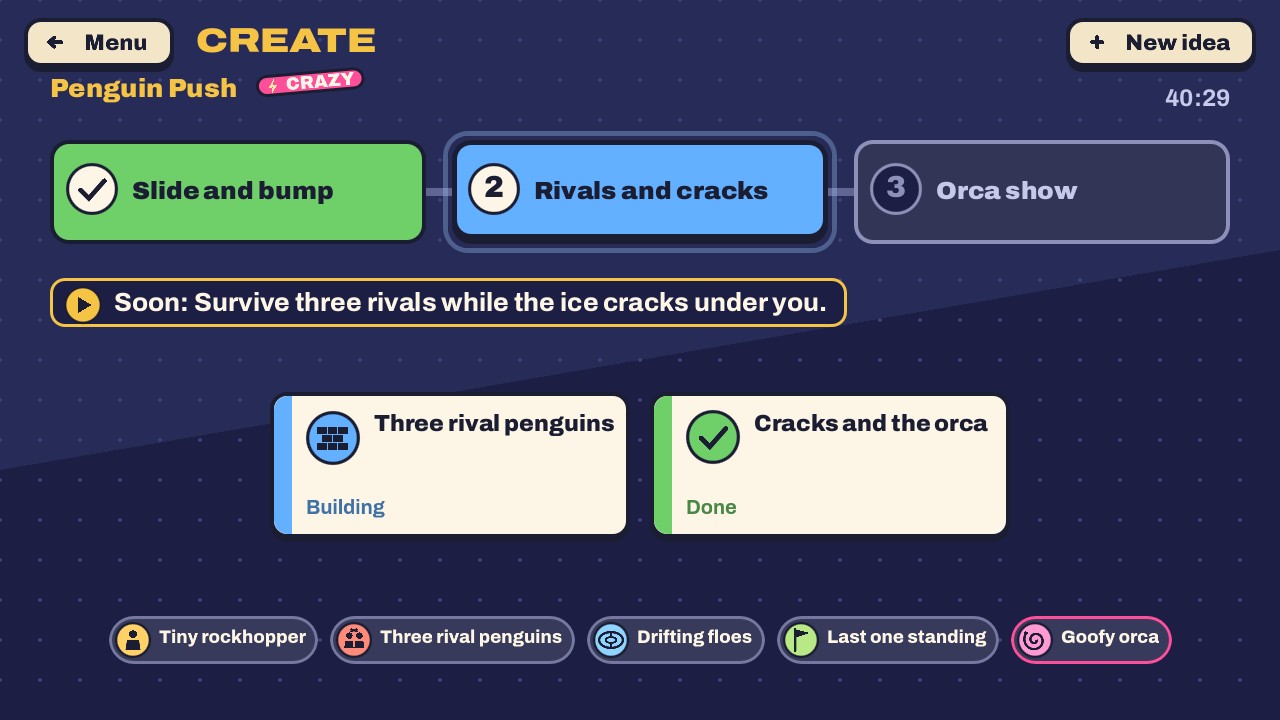 Menu
CREATE
New idea
Penguin Push
CRAZY
40:29
Slide and bump
2
Rivals and cracks
3
Orca show
Soon: Survive three rivals while the ice cracks under you.
Three rival penguins
Building
Cracks and the orca
Done
Tiny rockhopper
Three rival penguins
Drifting floes
Last one standing
Goofy orca